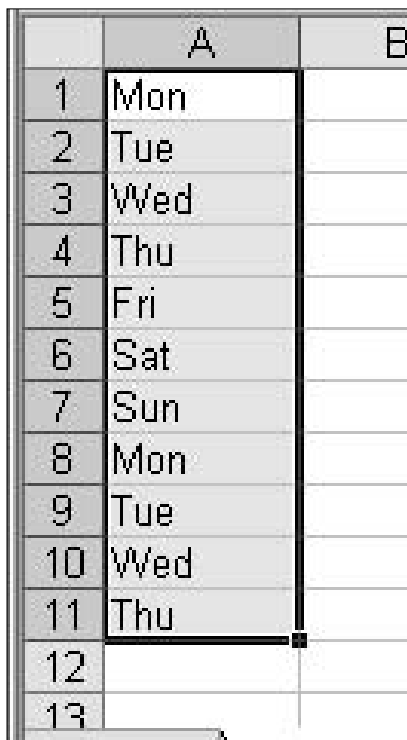 A B
1 Mon
2 Tue
3 Wed
4 Thu
5 Fri
6 Sat
7 Sun
8 Mon
9 Tue
10 Wed
11 Thu
12
13